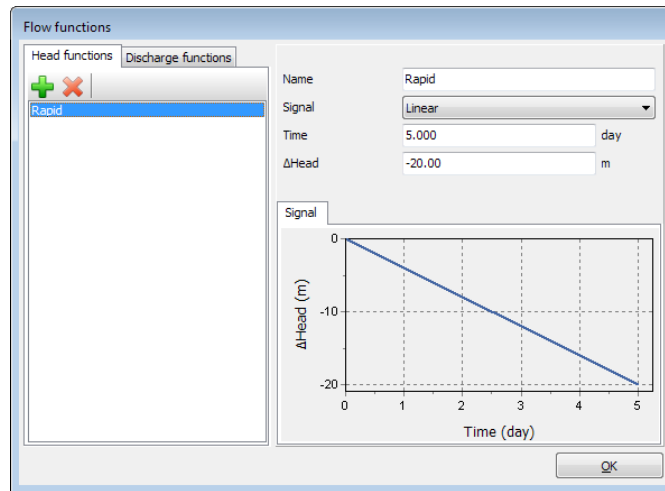 Flow functions
Head functions
Discharge functions
Rapid
Name
Rapid
Signal
Linear
Time
5.000
day
ΔHead
-20.00
m
Signal
0
-10
-20
ΔHead (m)
0 1 2 3 4 5
Time (day)
OK